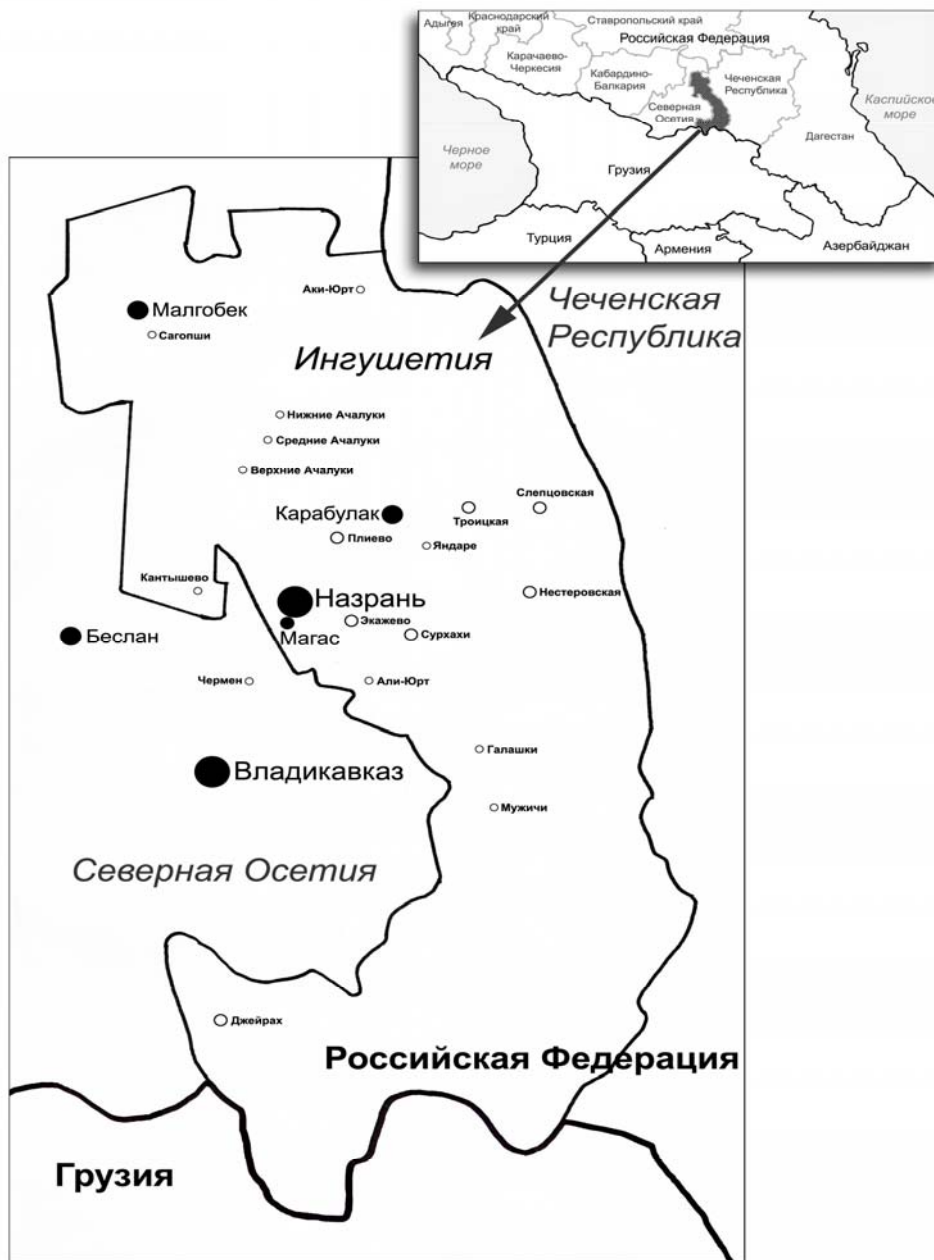 Адыгея
Краснодарский
край
Ставропольский край
Российская Федерация
Карачаево-
Черкесия
Кабардино-
Балкария
Чеченская
Республика
Северная
Осетия
Каспийское
море
Дагестан
Черное
море
Грузия
Турция
Армения
Азербайджан
Аки-Юрт
Чеченская
Республика
Малгобек
Сагопши
Ингушетия
Нижние Ачалуки
Средние Ачалуки
Верхние Ачалуки
Слепцовская
Карабулак
Троицкая
Плиево
Яндаре
Кантышево
Назрань
Нестеровская
Экажево
Магас
Сурхахи
Беслан
Чермен
Али-Юрт
Галашки
Владикавказ
Мужичи
Северная Осетия
Джейрах
Российская Федерация
Грузия